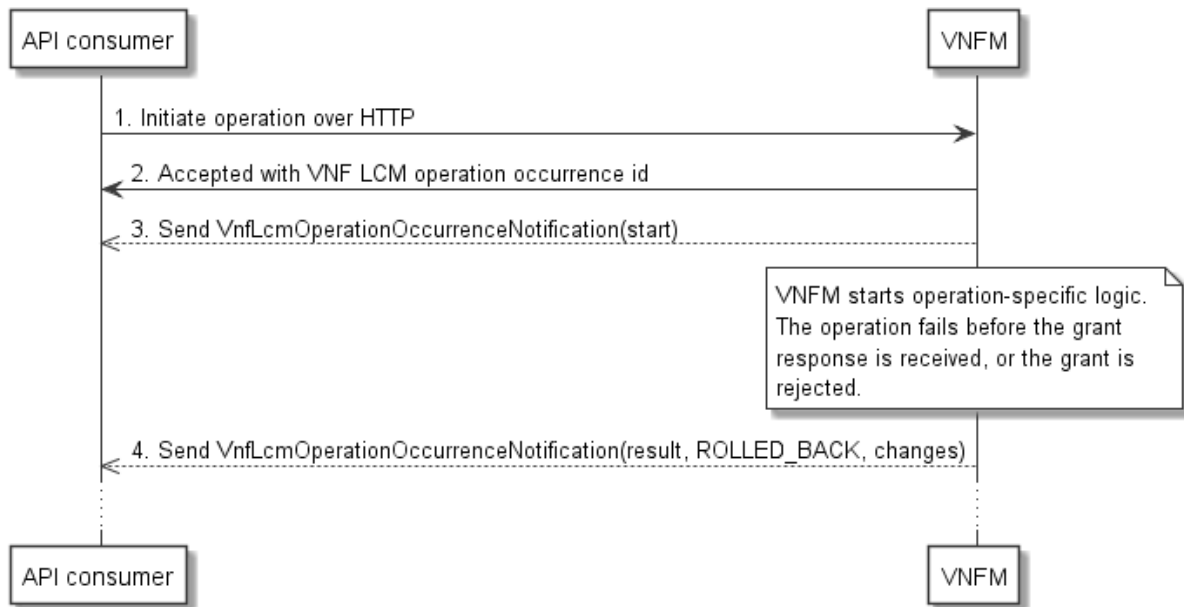 API consumer
VNFM
1. Initiate operation over HTTP
2. Accepted with VNF LCM operation occurrence id
3. Send VnfLcmOperationOccurrenceNotification(start)
VNFM starts operation-specific logic.
The operation fails before the grant
response is received, or the grant is
rejected.
4. Send VnfLcmOperationOccurrenceNotification(result, ROLLED_BACK, changes)
API consumer
VNFM